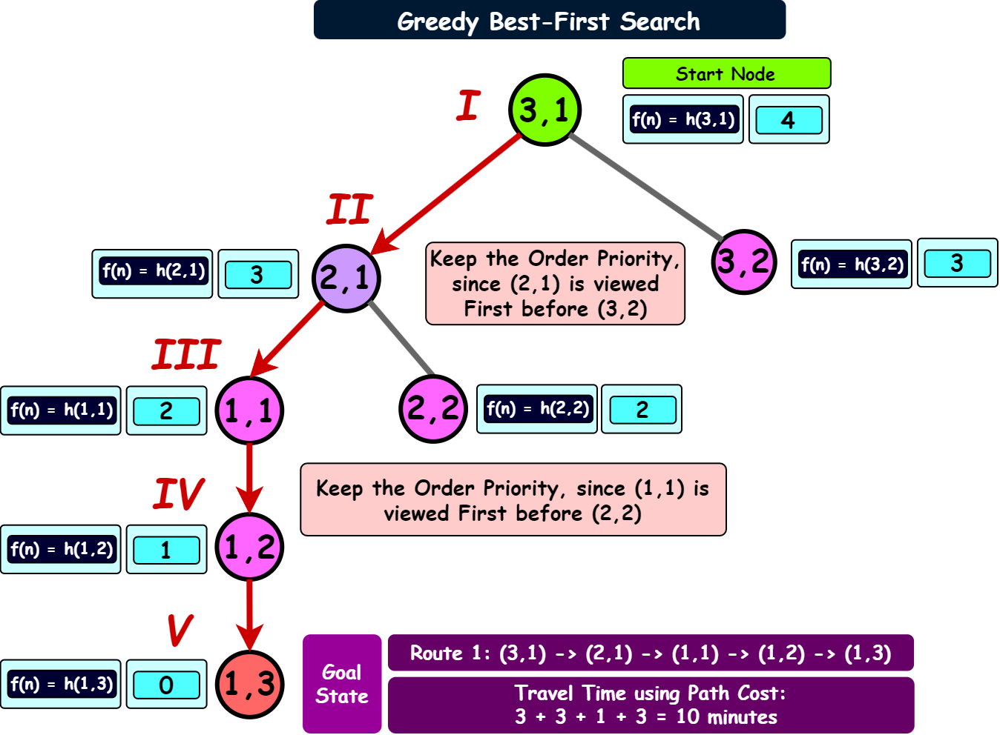 Greedy Best-First Search
Start Node
I
3,1
f(n) = h(3,1)
4
II
f(n) = h(2,1)
3
2,1
Keep the Order Priority,
since (2,1) is viewed
First before (3,2)
3,2
f(n) = h(3,2)
3
III
f(n) = h(1,1)
2
1,1
2,2
f(n) = h(2,2)
2
Keep the Order Priority, since (1,1) is
viewed First before (2,2)
IV
f(n) = h(1,2)
1
1,2
V
f(n) = h(1,3)
0
1,3
Goal
State
Route 1: (3,1) -> (2,1) -> (1,1) -> (1,2) -> (1,3)
Travel Time using Path Cost:
3 + 3 + 1 + 3 = 10 minutes